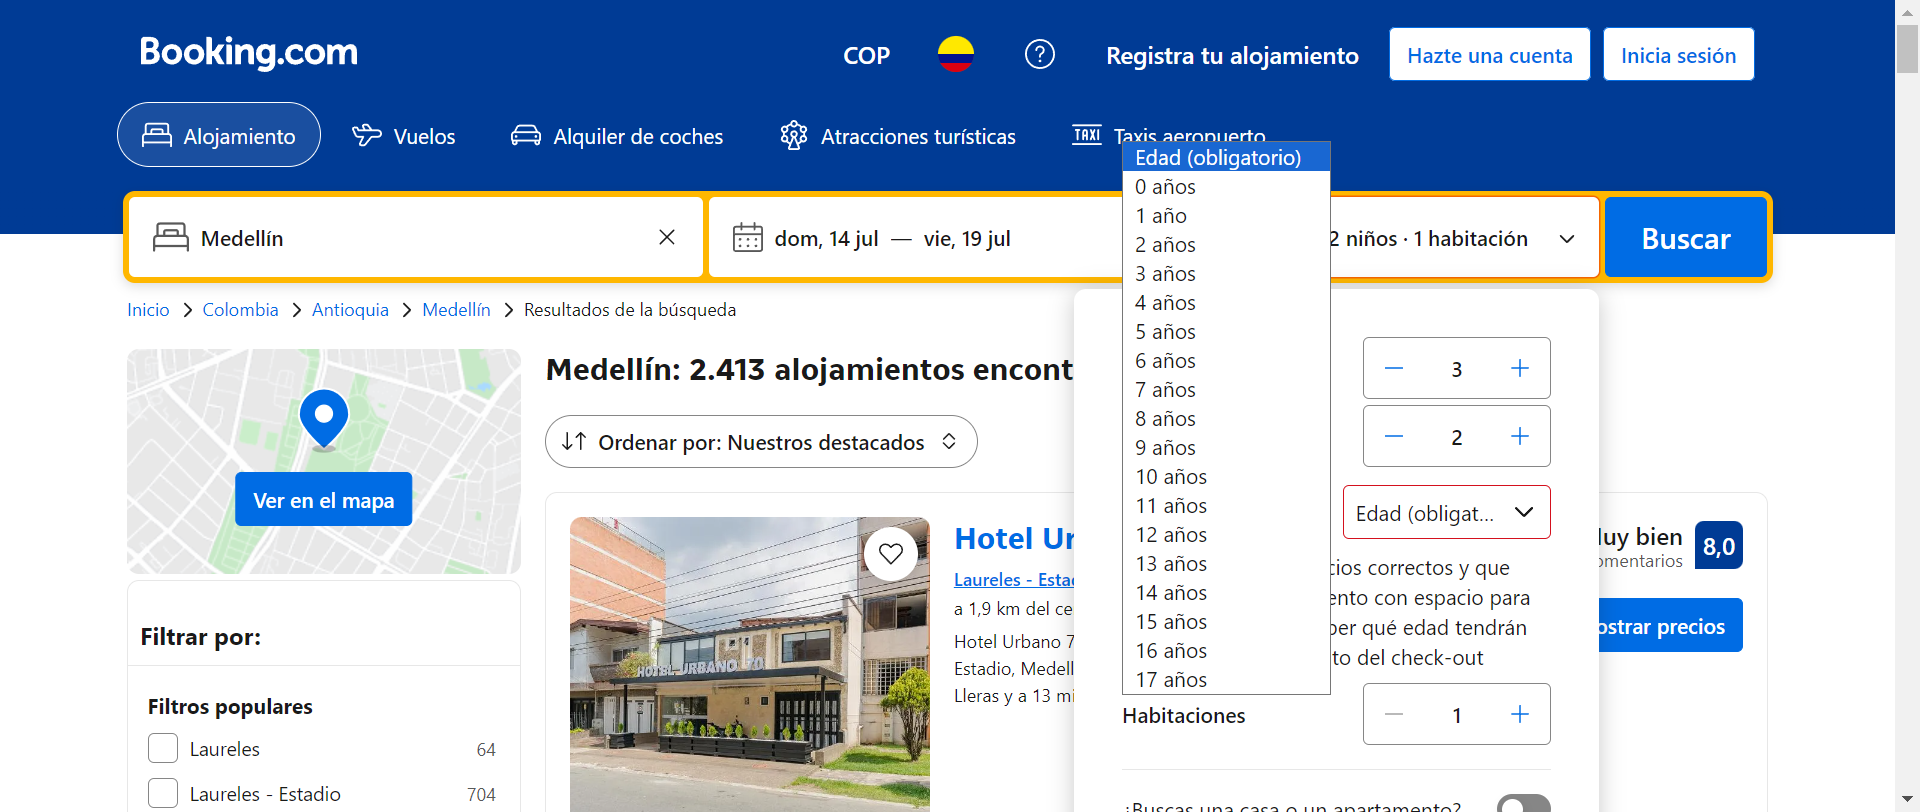 Booking.com
COP
Registra tu alojamiento
Hazte una cuenta
Inicia sesión
Alojamiento
Vuelos
Alquiler de coches
Atracciones turísticas
TAXI
Taxis aeropuerto
Medellín
dom, 14 jul — vie, 19 jul
2 niños · 1 habitación
Buscar
Edad (obligatorio)
0 años
1 año
2 años
3 años
4 años
5 años
6 años
7 años
8 años
9 años
10 años
11 años
12 años
13 años
14 años
15 años
16 años
17 años
Inicio
Colombia
Antioquia
Medellín
Resultados de la búsqueda
Ver en el mapa
Medellín: 2.413 alojamientos encont
Ordenar por: Nuestros destacados
3
2
Edad (obligat...
cios correctos y que
ento con espacio para
ber qué edad tendrán
to del check-out
Habitaciones
1
¿Buscas una casa o un apartamento?
Filtrar por:
Filtros populares
Laureles
64
Laureles - Estadio
704
HOTEL URBANO 70
Hotel Ur
Laureles - Estad
a 1,9 km del ce
Hotel Urbano 7
Estadio, Medell
Lleras y a 13 mi
uy bien
omentarios
8,0
ostrar precios